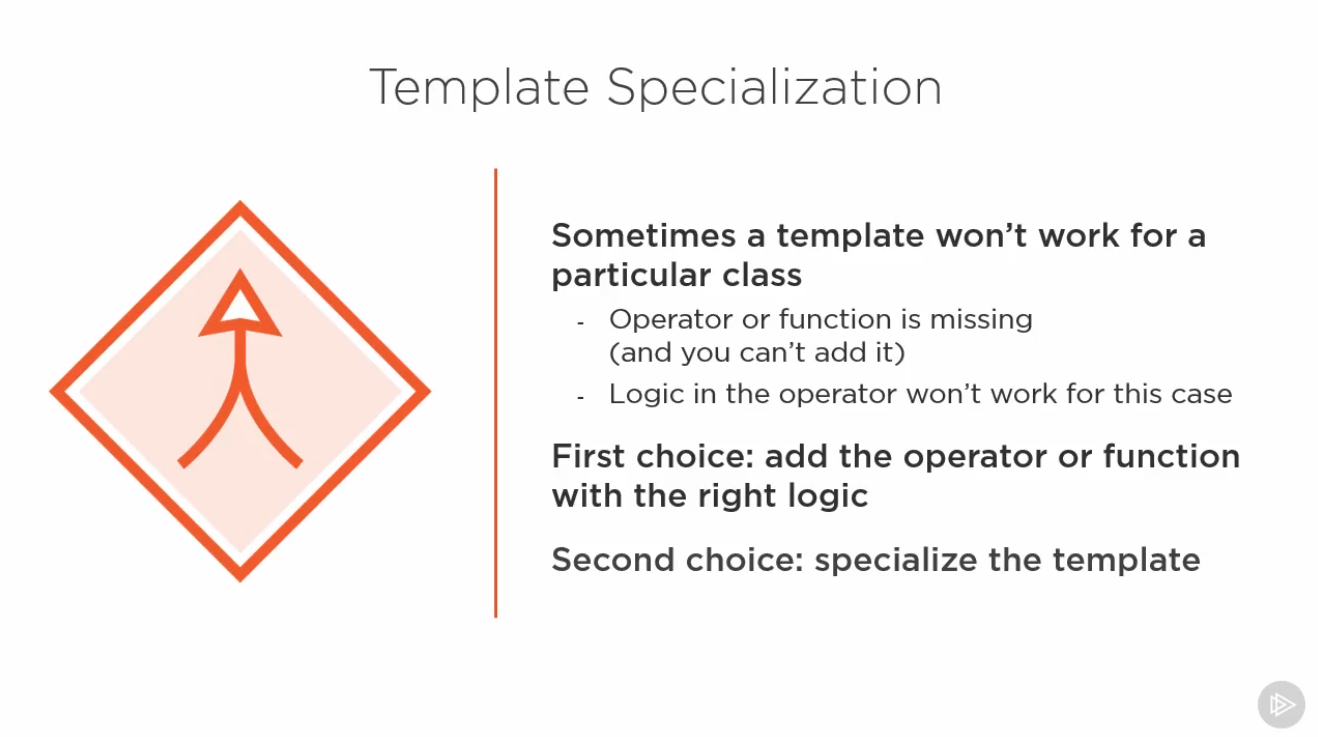 Template Specialization
Sometimes a template won't work for a
particular class
- Operator or function is missing
(and you can't add it)
- Logic in the operator won't work for this case
First choice: add the operator or function
with the right logic
Second choice: specialize the template